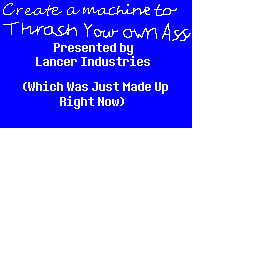 Create a machine to
Thrash Your own Ass
Presented by
Lancer Industries
(Which Was Just Made Up
Right Now)